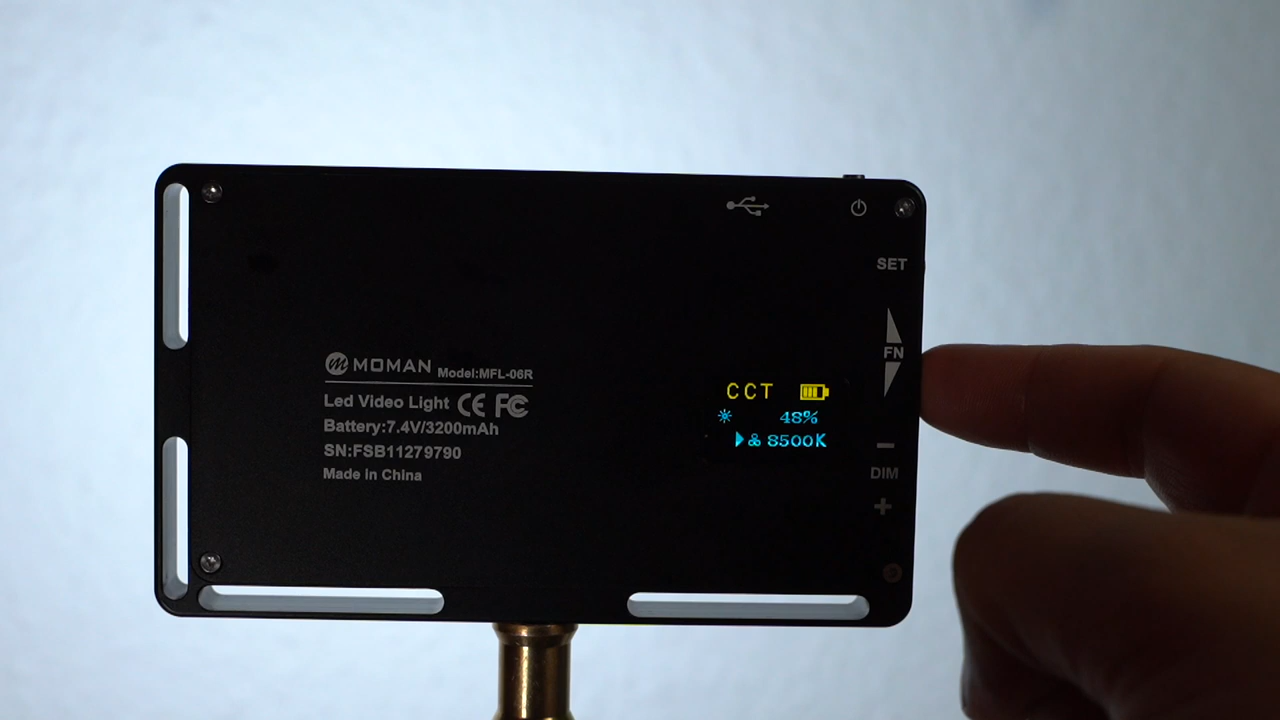 SET
FN
MOMAN Model:MFL-06R
Led Video Light CE FC
Battery:7.4V/3200mAh
SN:FSB11279790
Made in China
CCT
48%
8500K
−
DIM
+